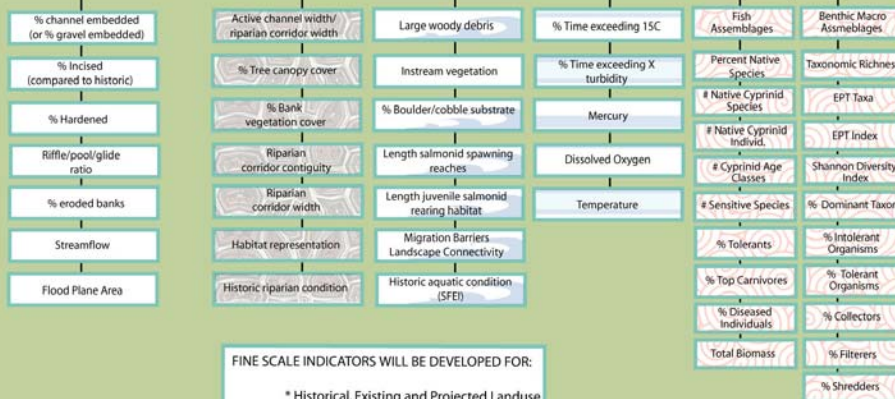 % channel embedded
(or % gravel embedded)
% Incised
(compared to historic)
% Hardened
Riffle/pool/glide
ratio
% eroded banks
Streamflow
Flood Plane Area
Active channel width/
riparian corridor width
% Tree canopy cover
% Bank
vegetation cover
Riparian
corridor contiguity
Riparian
corridor width
Habitat representation
Historic riparian condition
Large woody debris
Instream vegetation
% Boulder/cobble substrate
Length salmonid spawning
reaches
Length juvenile salmonid
rearing habitat
Migration Barriers
Landscape Connectivity
Historic aquatic condition
(SFEI)
% Time exceeding 15C
% Time exceeding X
turbidity
Mercury
Dissolved Oxygen
Temperature
Fish
Assemblages
Percent Native
Species
# Native Cyprinid
Species
# Native Cyprinid
Individ.
# Cyprinid Age
Classes
# Sensitive Species
% Tolerants
% Top Carnivores
% Diseased
Individuals
Total Biomass
Benthic Macro
Assmeblages
Taxonomic Richnes
EPT Taxa
EPT Index
Shannon Diversity
Index
% Dominant Taxon
% Intolerant
Organisms
% Tolerant
Organisms
% Collectors
% Filterers
% Shredders
FINE SCALE INDICATORS WILL BE DEVELOPED FOR:
* Historical, Existing and Projected Landuse